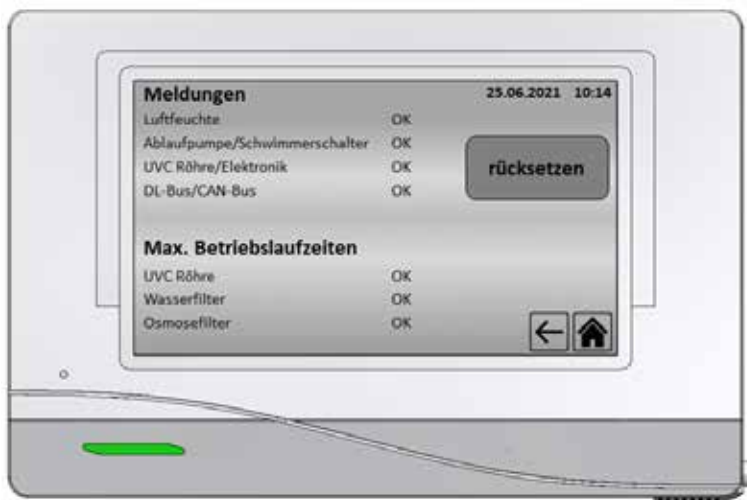 Meldungen 25.06.2021 10:14
Luftfeuchte OK
Ablaufpumpe/Schwimmerschalter OK
UVC Röhre/Elektronik OK
rücksetzen
DL-Bus/CAN-Bus OK
Max. Betriebslaufzeiten
UVC Röhre OK
Wasserfilter OK
Osmosefilter OK